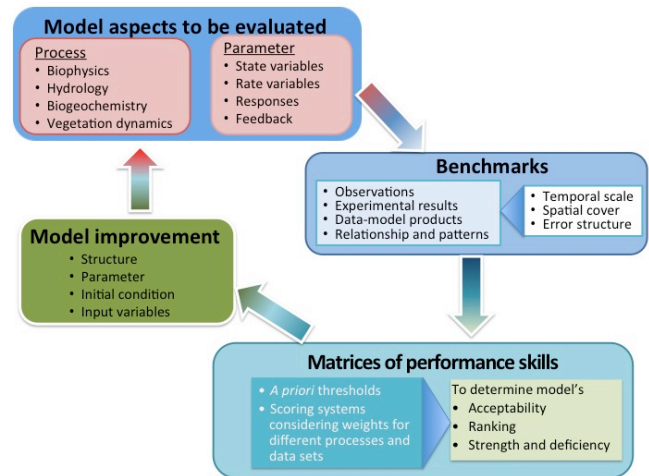 Model aspects to be evaluated
Process
• Biophysics
• Hydrology
• Biogeochemistry
• Vegetation dynamics
Parameter
• State variables
• Rate variables
• Responses
• Feedback
Benchmarks
• Observations
• Experimental results
• Data-model products
• Relationship and patterns
• Temporal scale
• Spatial cover
• Error structure
Matrices of performance skills
• A priori thresholds
• Scoring systems
considering weights for
different processes and
data sets
To determine model's
• Acceptability
• Ranking
• Strength and deficiency
Model improvement
• Structure
• Parameter
• Initial condition
• Input variables